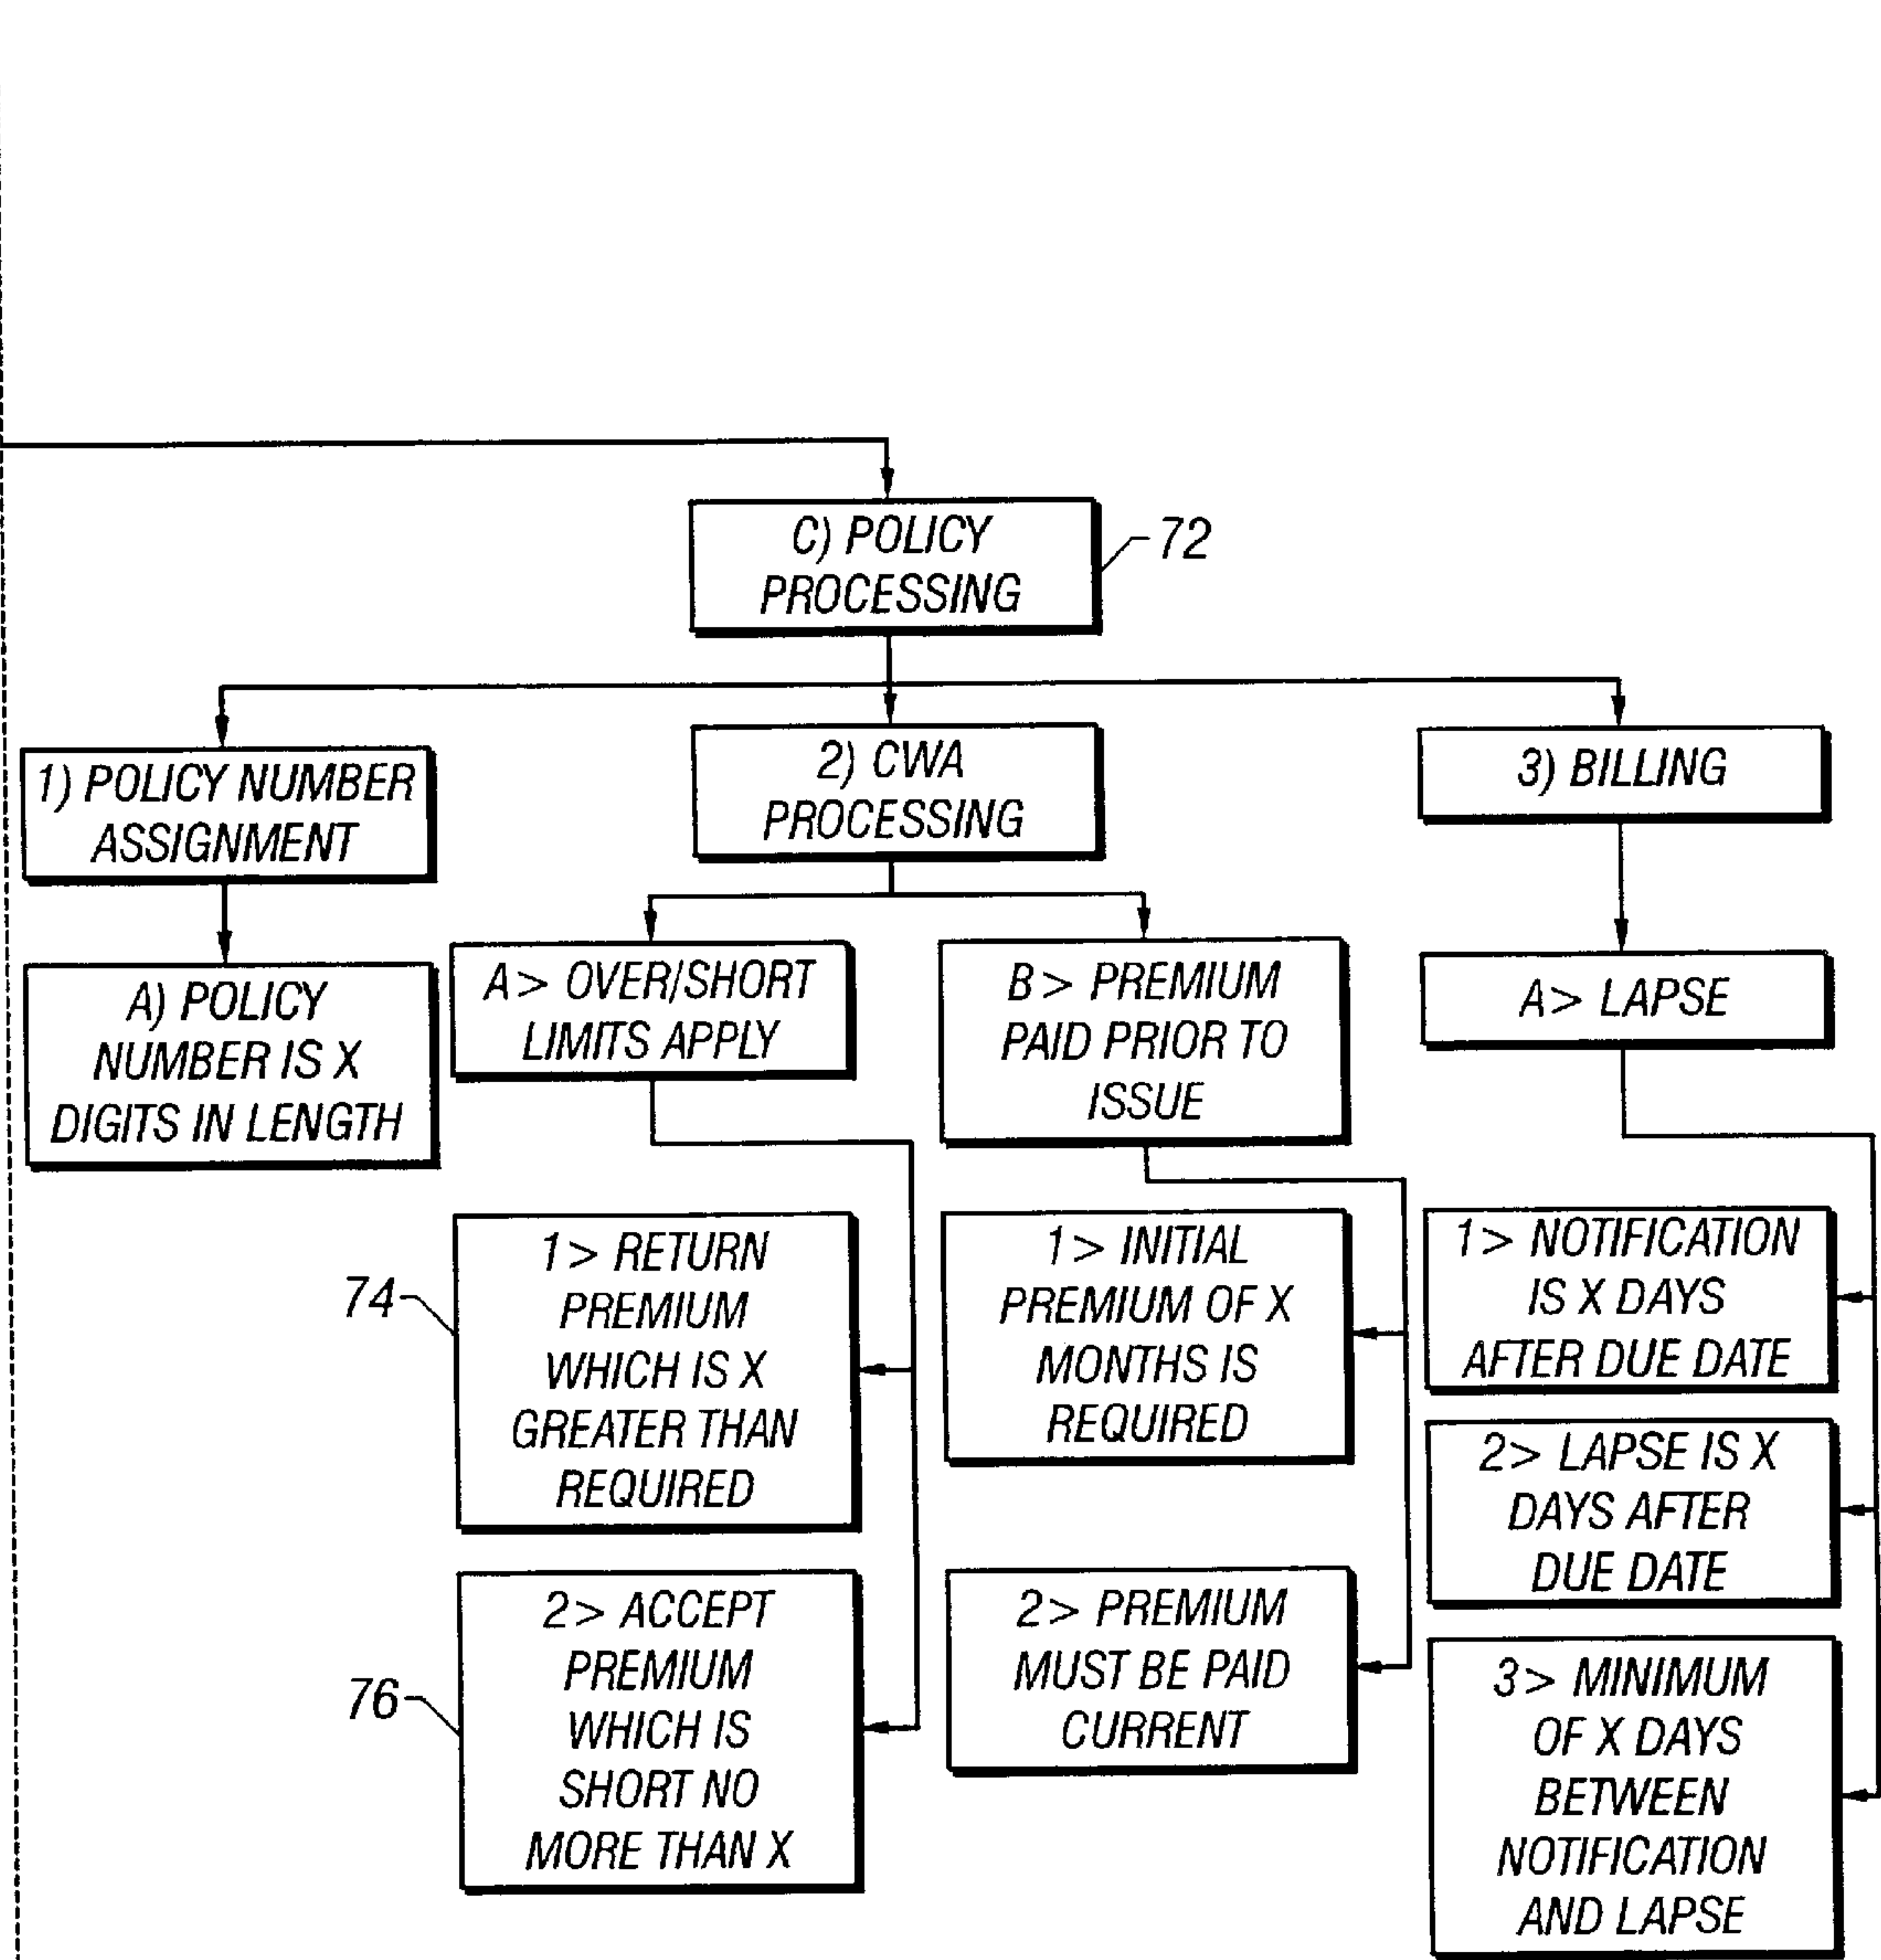 C) POLICY
PROCESSING
72
1) POLICY NUMBER
ASSIGNMENT
A) POLICY
NUMBER IS X
DIGITS IN LENGTH
2) CWA
PROCESSING
A> OVER/SHORT
LIMITS APPLY
74
1> RETURN
PREMIUM
WHICH IS X
GREATER THAN
REQUIRED
76
2> ACCEPT
PREMIUM
WHICH IS
SHORT NO
MORE THAN X
B> PREMIUM
PAID PRIOR TO
ISSUE
1> INITIAL
PREMIUM OF X
MONTHS IS
REQUIRED
2> PREMIUM
MUST BE PAID
CURRENT
3) BILLING
A> LAPSE
1> NOTIFICATION
IS X DAYS
AFTER DUE DATE
2> LAPSE IS X
DAYS AFTER
DUE DATE
3> MINIMUM
OF X DAYS
BETWEEN
NOTIFICATION
AND LAPSE